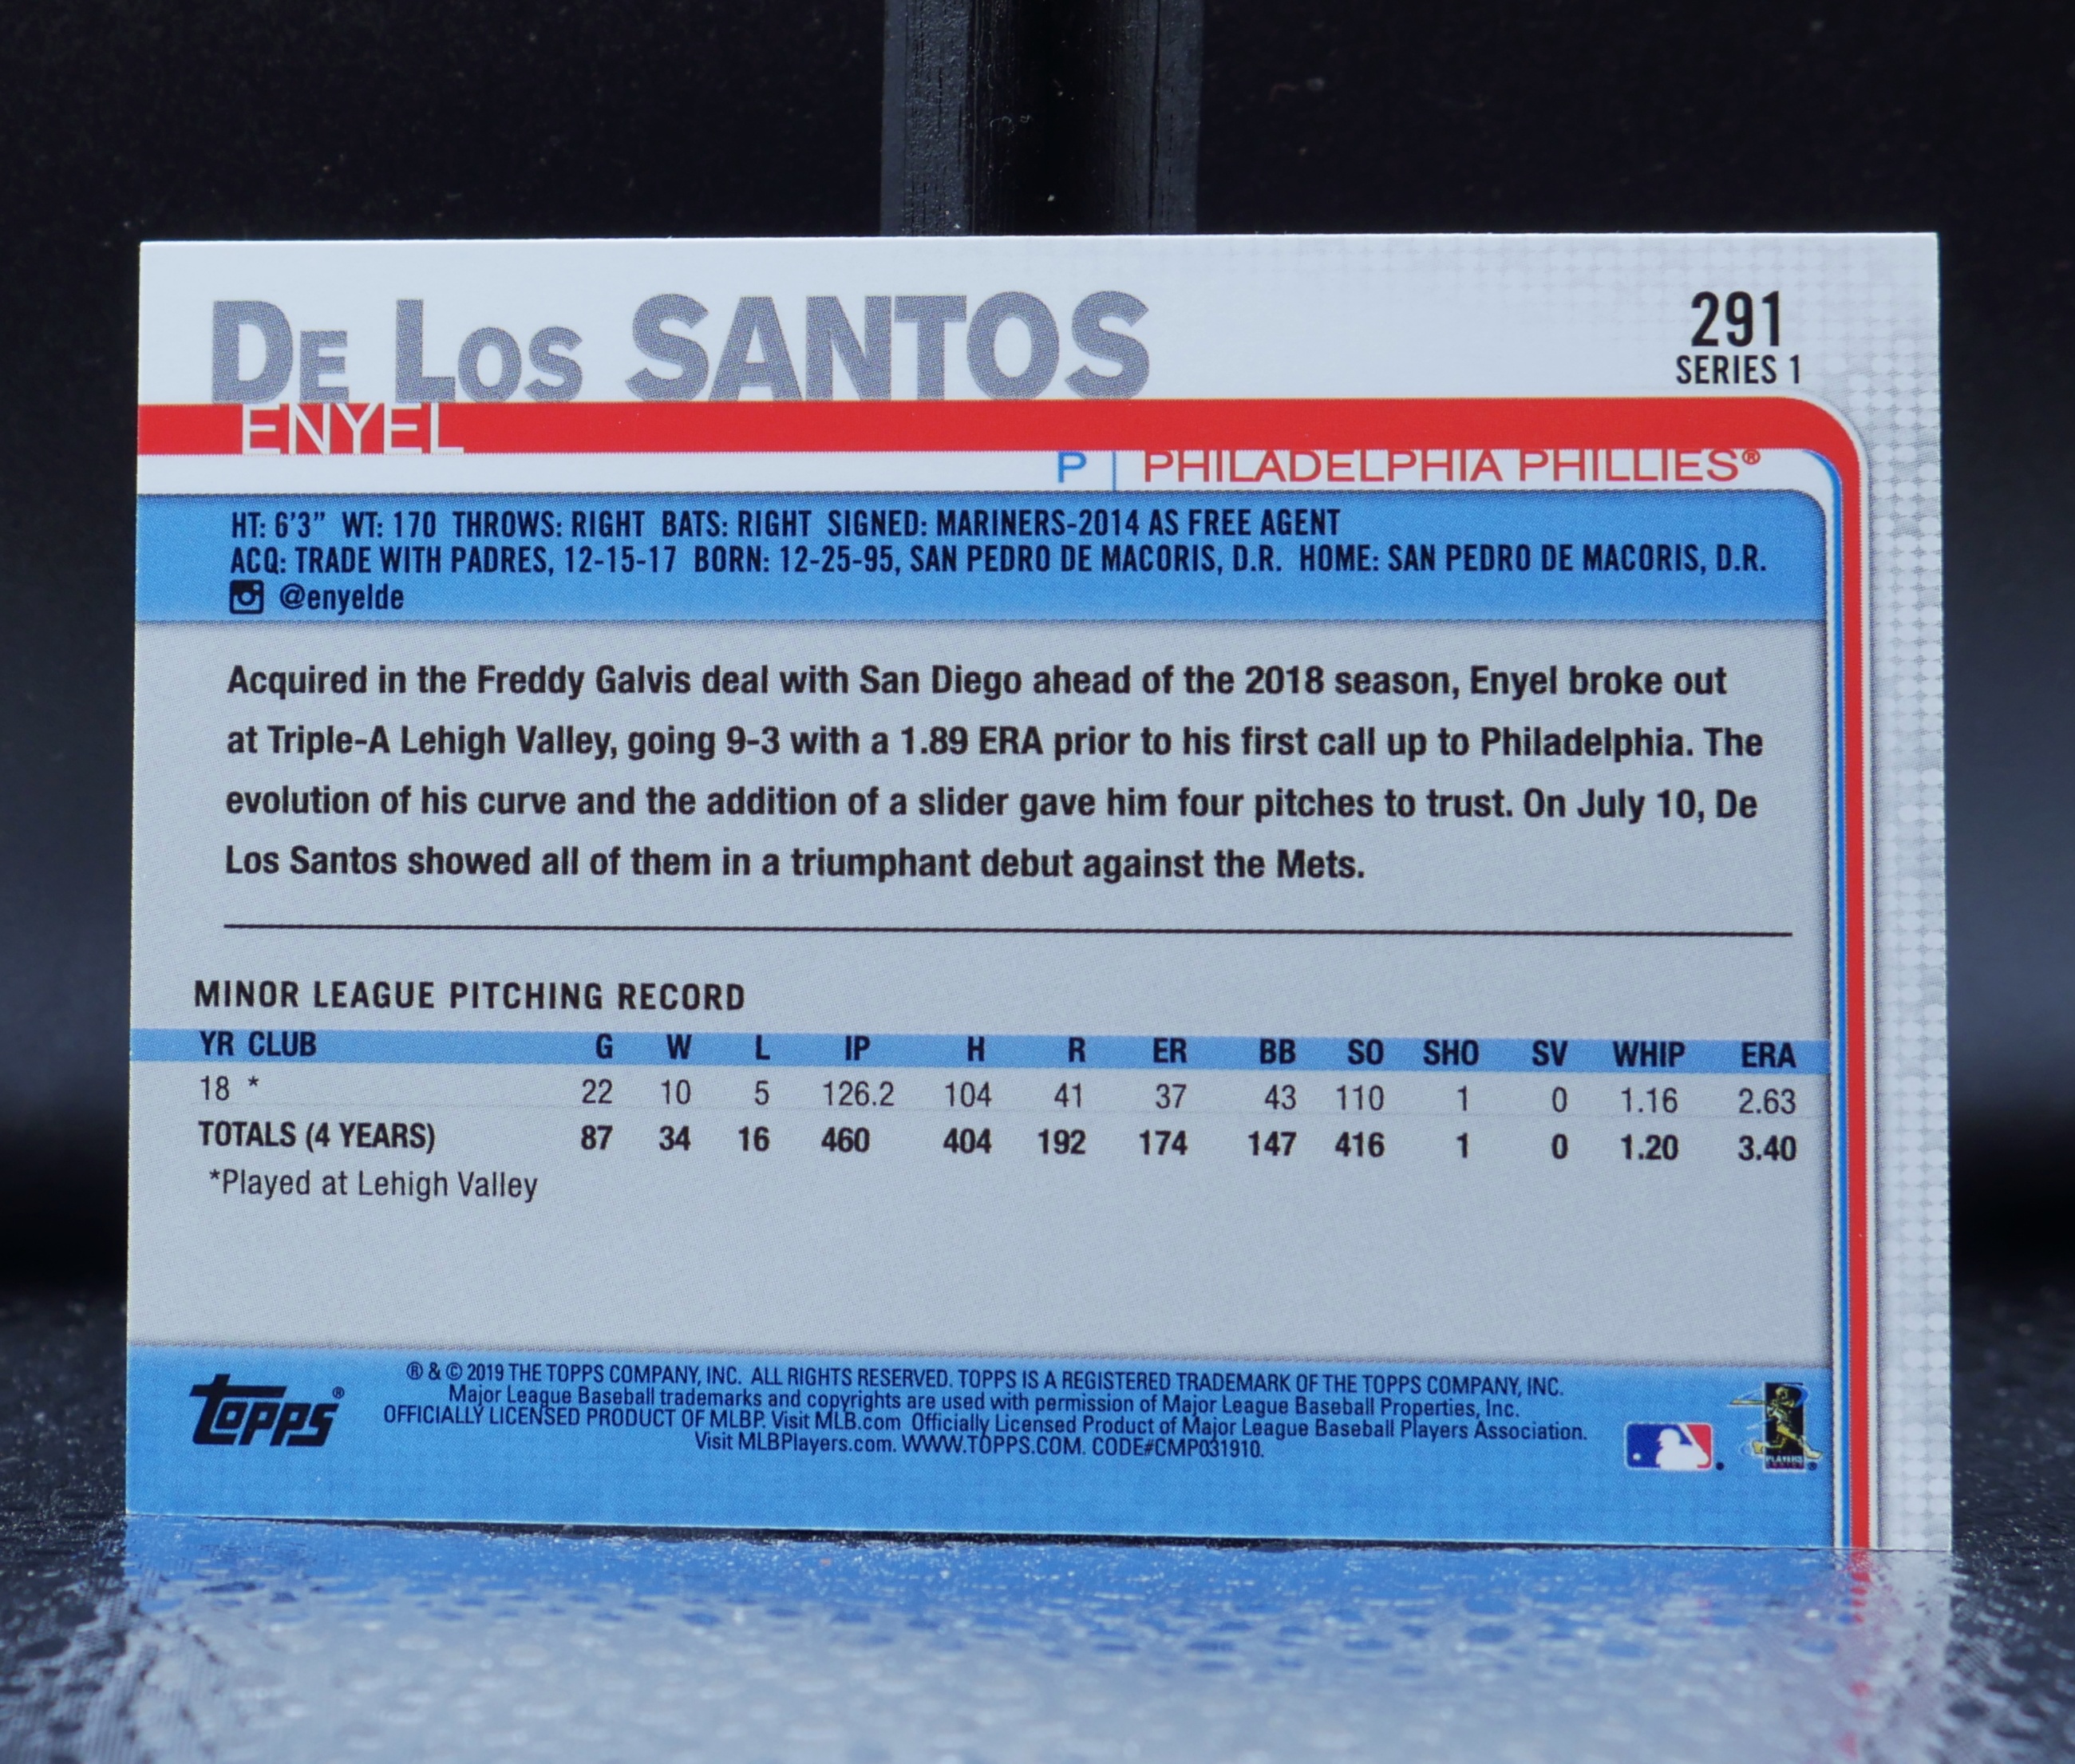 DE LOS SANTOS
291
SERIES 1
ENYEL
P | PHILADELPHIA PHILLIES®
HT: 6'3" WT: 170 THROWS: RIGHT BATS: RIGHT SIGNED: MARINERS-2014 AS FREE AGENT
ACQ: TRADE WITH PADRES, 12-15-17 BORN: 12-25-95, SAN PEDRO DE MACORIS, D.R. HOME: SAN PEDRO DE MACORIS, D.R.
@enyelde
Acquired in the Freddy Galvis deal with San Diego ahead of the 2018 season, Enyel broke out
at Triple-A Lehigh Valley, going 9-3 with a 1.89 ERA prior to his first call up to Philadelphia. The
evolution of his curve and the addition of a slider gave him four pitches to trust. On July 10, De
Los Santos showed all of them in a triumphant debut against the Mets.
MINOR LEAGUE PITCHING RECORD
YR CLUB G W L IP H R ER BB SO SHO SV WHIP ERA
18 * 22 10 5 126.2 104 41 37 43 110 1 0 1.16 2.63
TOTALS (4 YEARS) 87 34 16 460 404 192 174 147 416 1 0 1.20 3.40
*Played at Lehigh Valley
topps®
® & © 2019 THE TOPPS COMPANY, INC. ALL RIGHTS RESERVED. TOPPS IS A REGISTERED TRADEMARK OF THE TOPPS COMPANY, INC.
Major League Baseball trademarks and copyrights are used with permission of Major League Baseball Properties, Inc.
OFFICIALLY LICENSED PRODUCT OF MLBP. Visit MLB.com Officially Licensed Product of Major League Baseball Players Association.
Visit MLBPlayers.com. WWW.TOPPS.COM. CODE#CMP031910.
PLAYERS